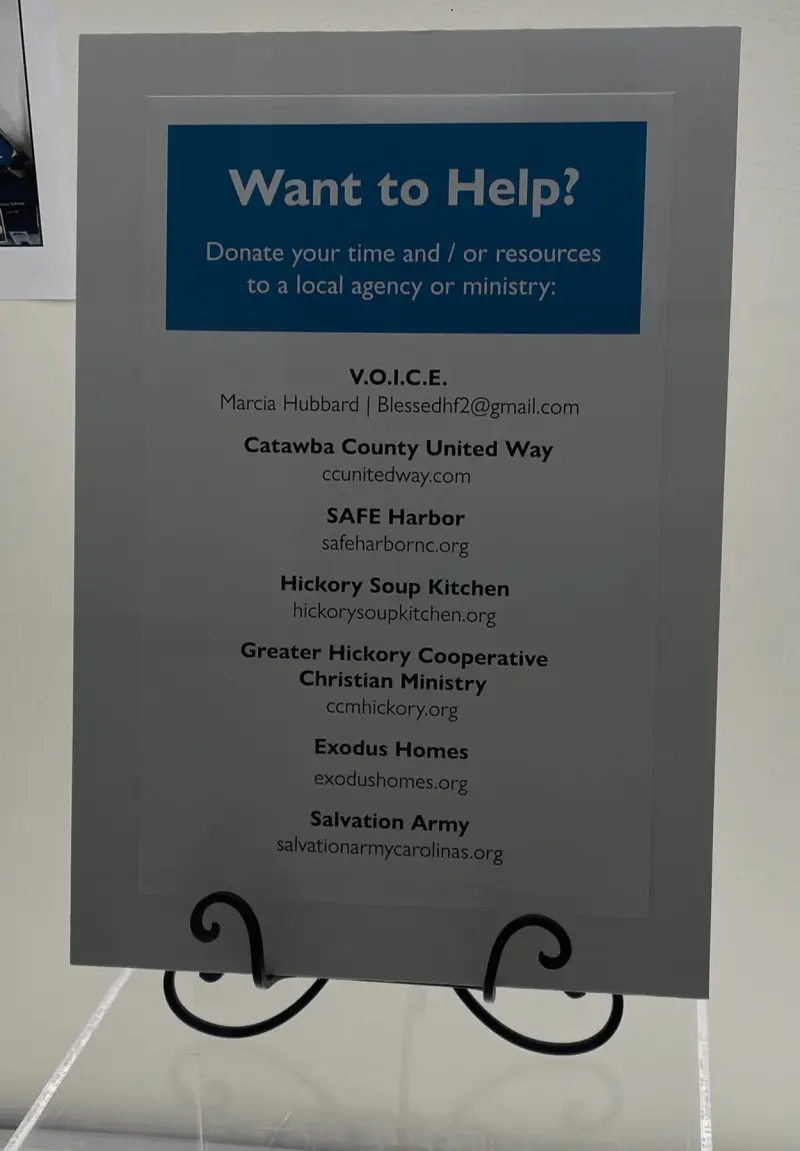 Want to Help?
Donate your time and / or resources
to a local agency or ministry:
V.O.I.C.E.
Marcia Hubbard | Blessedhf2@gmail.com
Catawba County United Way
ccunitedway.com
SAFE Harbor
safeharbornc.org
Hickory Soup Kitchen
hickorysoupkitchen.org
Greater Hickory Cooperative
Christian Ministry
ccmhickory.org
Exodus Homes
exodushomes.org
Salvation Army
salvationarmycarolinas.org